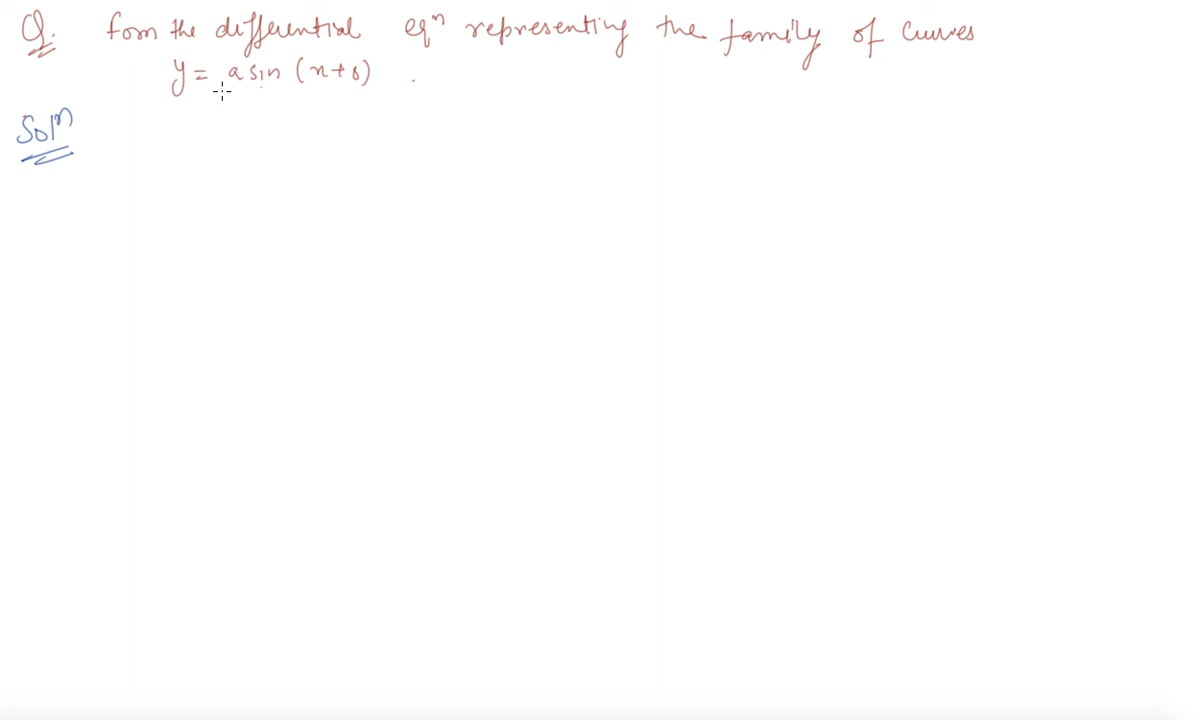 Q. form the differential eqⁿ representing the family of Curves
y = a sin (x+b).
Solⁿ